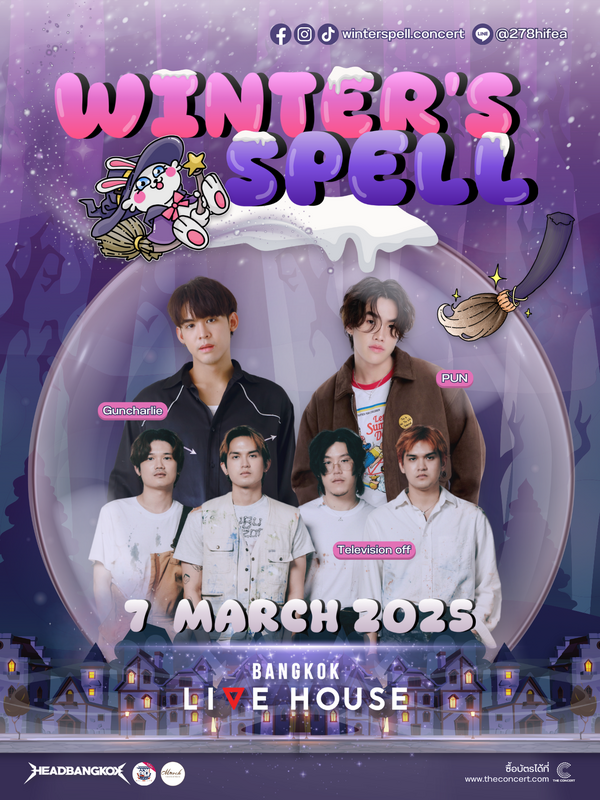 winterspell.concert @278hifea
WINTER'S
SPELL
PUN
Guncharlie
Television off
7 MARCH 2025
BANGKOK
LIVE HOUSE
HEADBANGKOX
ซื้อบัตรได้ที่
www.theconcert.com
THE CONCERT